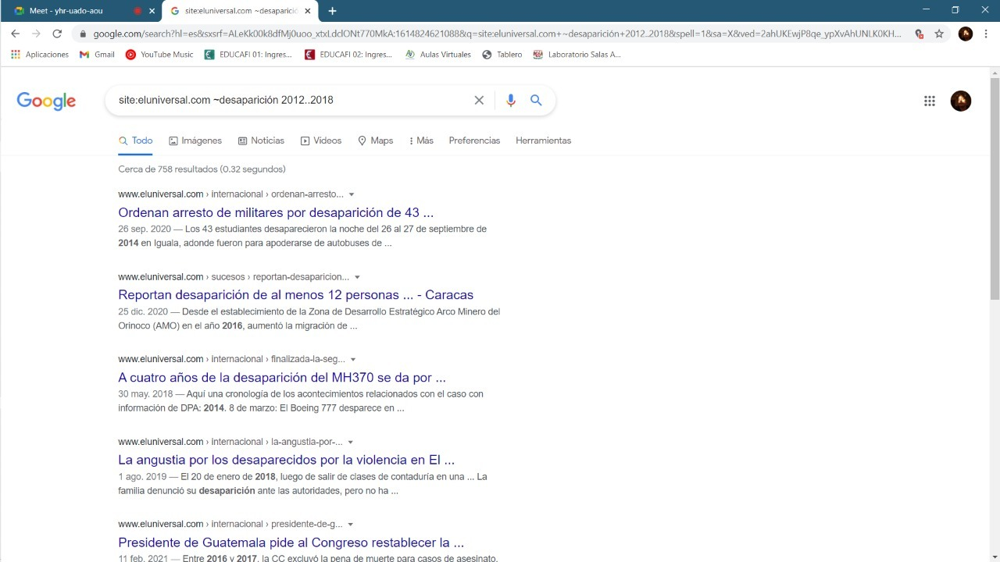 Meet - yhr-uado-aou
site:eluniversal.com ~desaparició
google.com/search?hl=es&sxsrf=ALeKk00k8dfMj0uoo_xtxLdclONt770MkA:1614824621088&q=site:eluniversal.com+~desaparición+2012..2018&spell=1&sa=X&ved=2ahUKEwjP8qe_ypXvAhUNLK0KH...
Aplicaciones Gmail YouTube Music EDUCAFI 01: Ingres... EDUCAFI 02: Ingres... Aulas Virtuales Tablero Laboratorio Salas A...
Google
site:eluniversal.com ~desaparición 2012..2018
Todo Imágenes Noticias Vídeos Maps Más Preferencias Herramientas
Cerca de 758 resultados (0.32 segundos)
www.eluniversal.com › internacional › ordenan-arresto...
Ordenan arresto de militares por desaparición de 43 ...
26 sep. 2020 — Los 43 estudiantes desaparecieron la noche del 26 al 27 de septiembre de
2014 en Iguala, adonde fueron para apoderarse de autobuses de ...
www.eluniversal.com › sucesos › reportan-desaparicion...
Reportan desaparición de al menos 12 personas ... - Caracas
25 dic. 2020 — Desde el establecimiento de la Zona de Desarrollo Estratégico Arco Minero del
Orinoco (AMO) en el año 2016, aumentó la migración de ...
www.eluniversal.com › internacional › finalizada-la-seg...
A cuatro años de la desaparición del MH370 se da por ...
30 may. 2018 — Aquí una cronología de los acontecimientos relacionados con el caso con
información de DPA: 2014. 8 de marzo: El Boeing 777 desparece en ...
www.eluniversal.com › internacional › la-angustia-por-...
La angustia por los desaparecidos por la violencia en El ...
1 ago. 2019 — El 20 de enero de 2018, luego de salir de clases de contaduría en una ... La
familia denunció su desaparición ante las autoridades, pero no ha ...
www.eluniversal.com › internacional › presidente-de-g...
Presidente de Guatemala pide al Congreso restablecer la ...
11 feb. 2021 — Entre 2016 y 2017, la CC excluyó la pena de muerte para casos de asesinato,